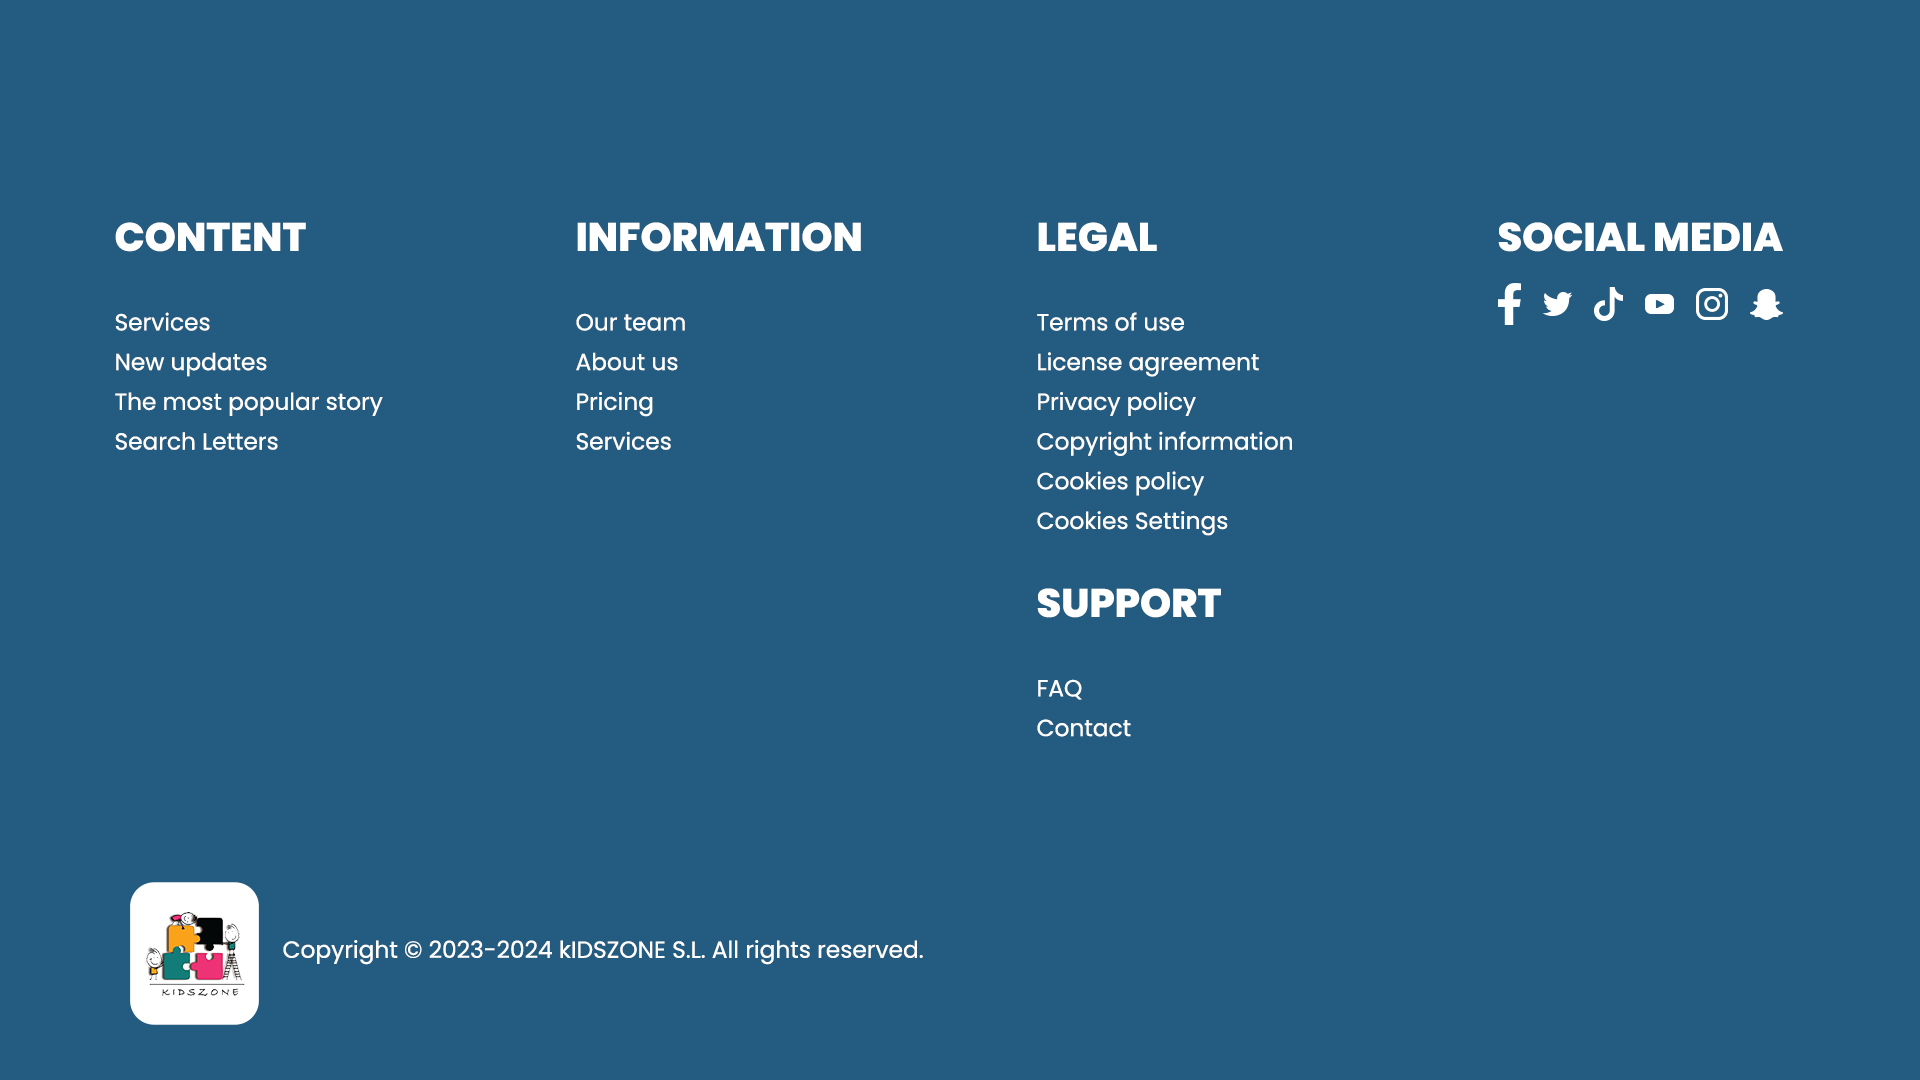 CONTENT
Services
New updates
The most popular story
Search Letters
INFORMATION
Our team
About us
Pricing
Services
LEGAL
Terms of use
License agreement
Privacy policy
Copyright information
Cookies policy
Cookies Settings
SUPPORT
FAQ
Contact
SOCIAL MEDIA
KIDSZONE
Copyright © 2023-2024 kIDSZONE S.L. All rights reserved.